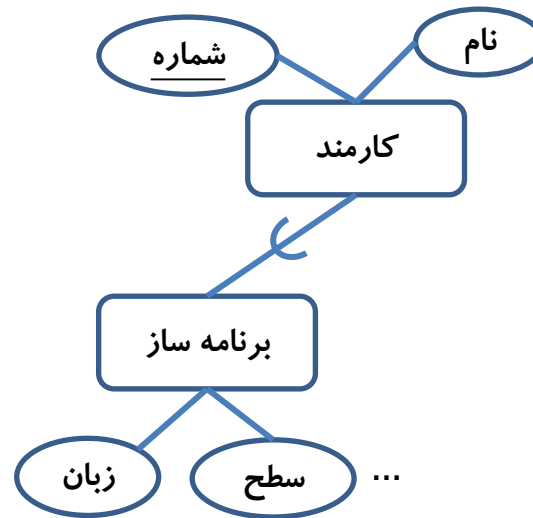 نام
شماره
کارمند
برنامه ساز
زبان
سطح
...